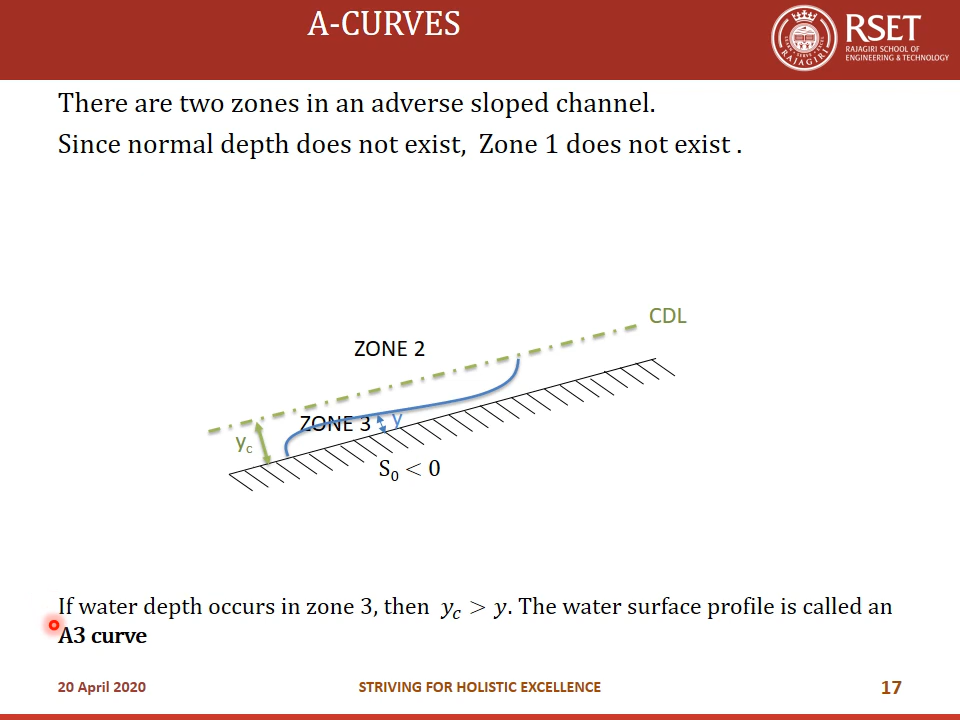 A-CURVES
RSET
RAJAGIRI SCHOOL OF
ENGINEERING & TECHNOLOGY
RAJAGIRI
There are two zones in an adverse sloped channel.
Since normal depth does not exist, Zone 1 does not exist .
CDL
ZONE 2
ZONE 3
y
yc
S0 < 0
If water depth occurs in zone 3, then yc > y. The water surface profile is called an
A3 curve
20 April 2020
STRIVING FOR HOLISTIC EXCELLENCE
17